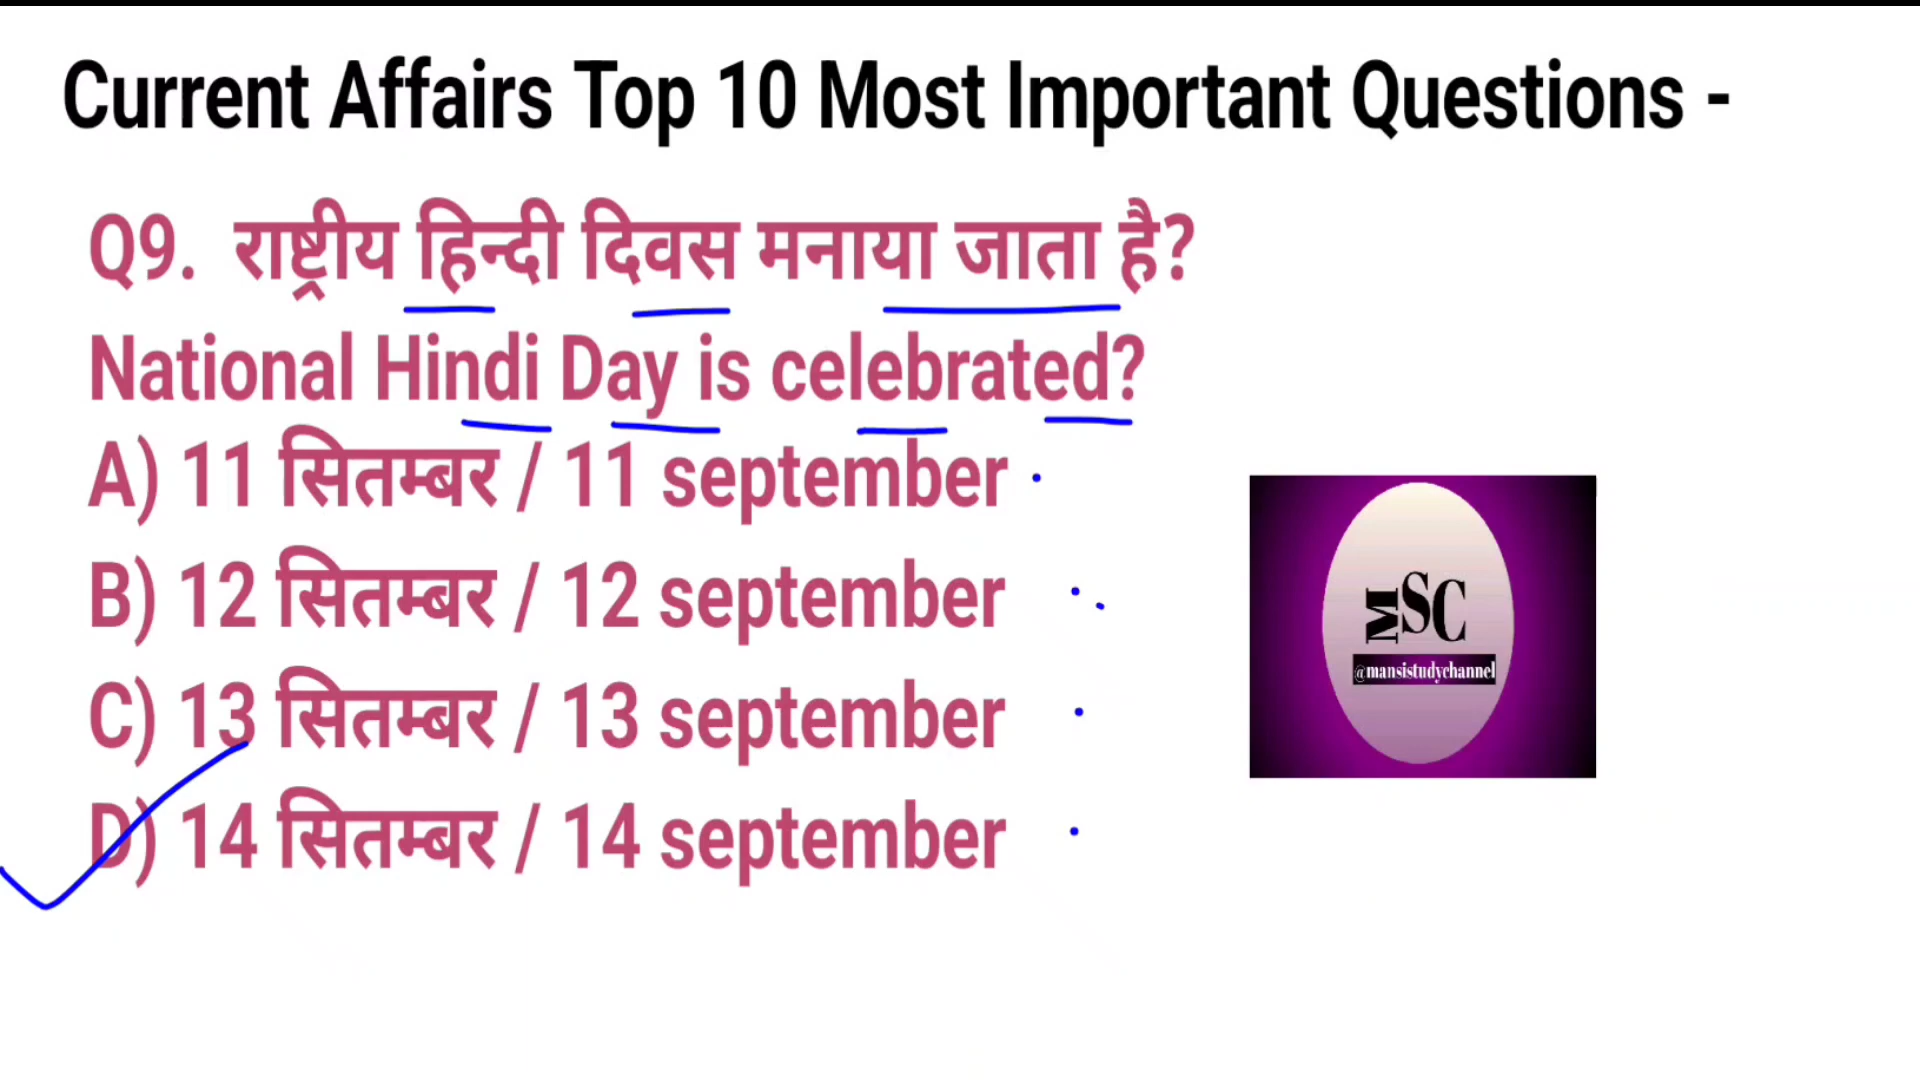 Current Affairs Top 10 Most Important Questions -
Q9. राष्ट्रीय हिन्दी दिवस मनाया जाता है?
National Hindi Day is celebrated?
A) 11 सितम्बर / 11 september
B) 12 सितम्बर / 12 september
C) 13 सितम्बर / 13 september
D) 14 सितम्बर / 14 september
MSC
@mansistudychannel